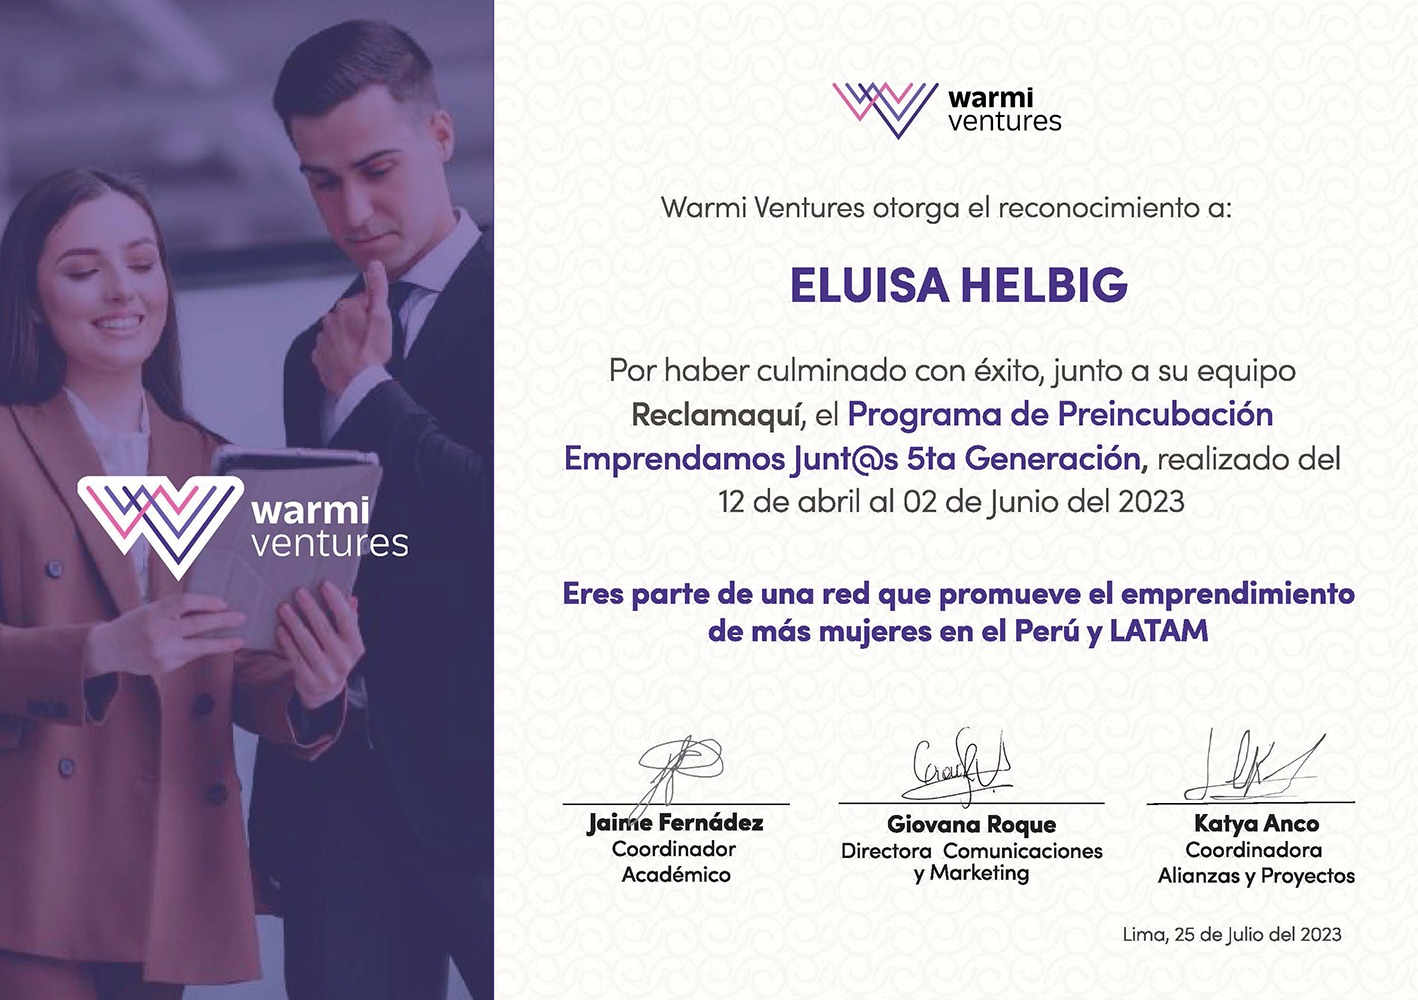 warmi
ventures
warmi
ventures
Warmi Ventures otorga el reconocimiento a:
ELUISA HELBIG
Por haber culminado con éxito, junto a su equipo
Reclamaquí, el Programa de Preincubación
Emprendamos Junt@s 5ta Generación, realizado del
12 de abril al 02 de Junio del 2023
Eres parte de una red que promueve el emprendimiento
de más mujeres en el Perú y LATAM
Jaime Fernádez
Coordinador
Académico
Giovana Roque
Directora Comunicaciones
y Marketing
Katya Anco
Coordinadora
Alianzas y Proyectos
Lima, 25 de Julio del 2023